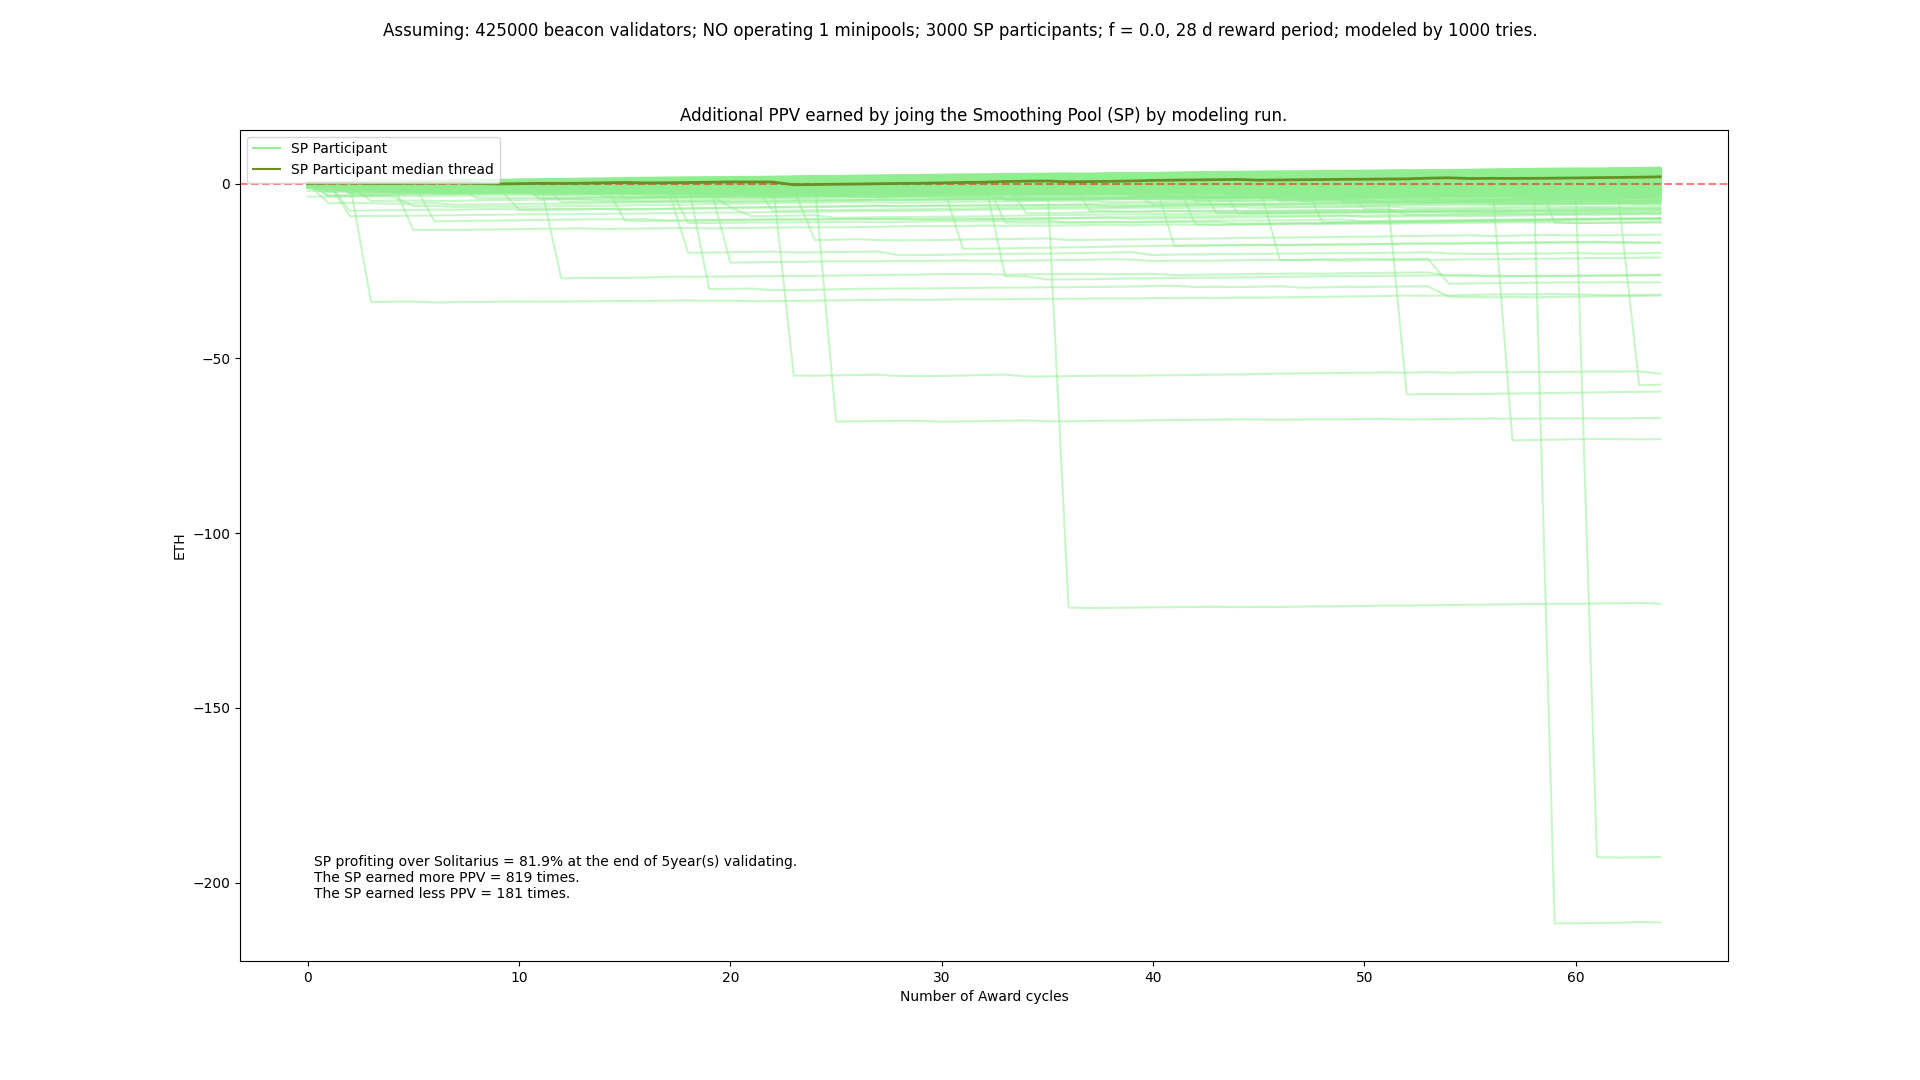 Assuming: 425000 beacon validators; NO operating 1 minipools; 3000 SP participants; f = 0.0, 28 d reward period; modeled by 1000 tries.
Additional PPV earned by joing the Smoothing Pool (SP) by modeling run.
SP Participant
SP Participant median thread
0
−50
−100
−150
−200
ETH
SP profiting over Solitarius = 81.9% at the end of 5year(s) validating.
The SP earned more PPV = 819 times.
The SP earned less PPV = 181 times.
0 10 20 30 40 50 60
Number of Award cycles